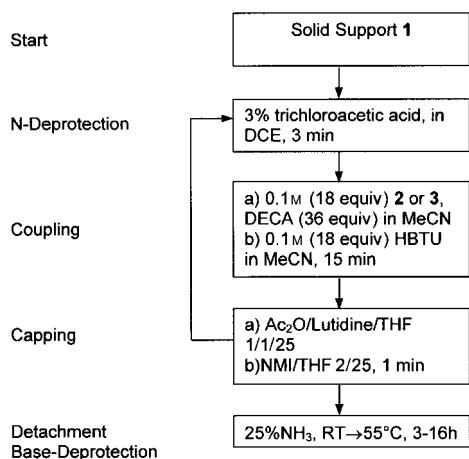 Start
Solid Support 1
N-Deprotection
3% trichloroacetic acid, in
DCE, 3 min
Coupling
a) 0.1M (18 equiv) 2 or 3,
DECA (36 equiv) in MeCN
b) 0.1M (18 equiv) HBTU
in MeCN, 15 min
Capping
a) Ac₂O/Lutidine/THF
1/1/25
b)NMI/THF 2/25, 1 min
Detachment
Base-Deprotection
25%NH₃, RT→55°C, 3-16h